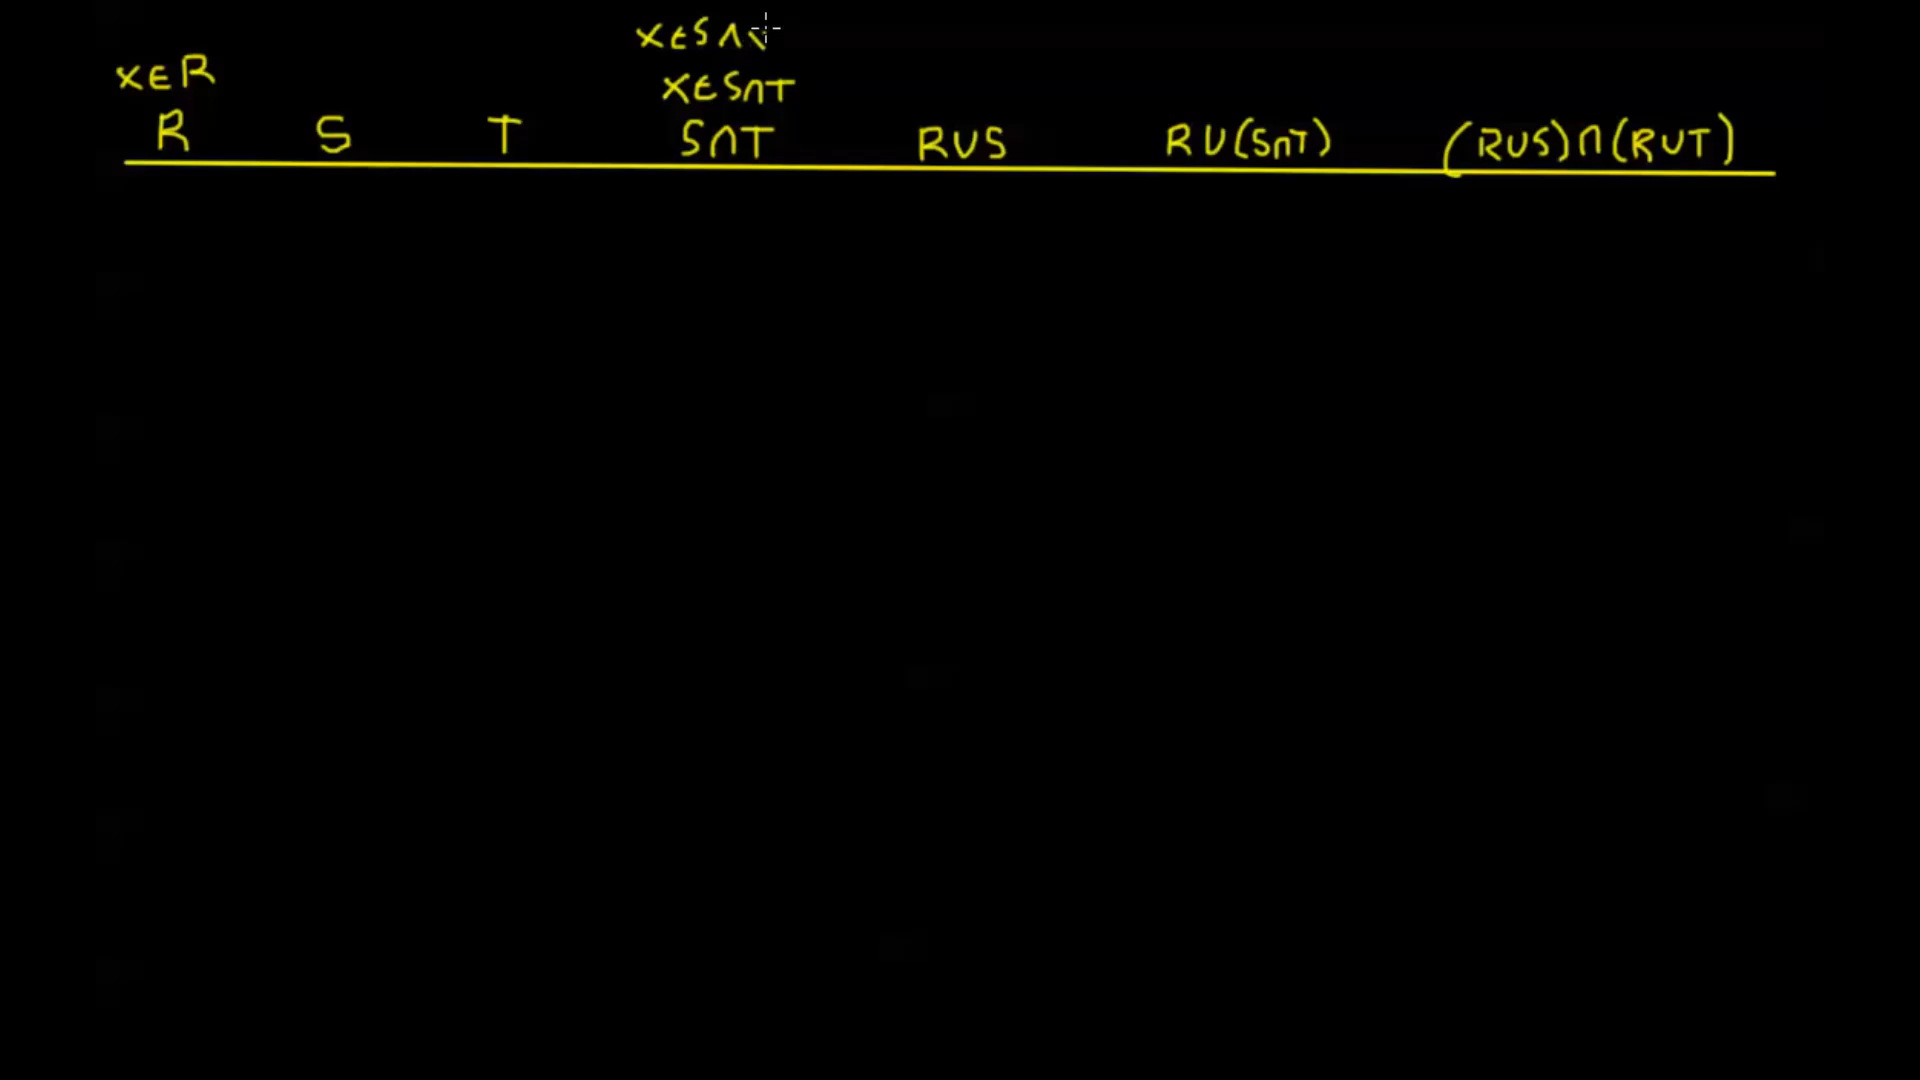 x∈S ∧
x∈R x∈S∩T
R S T S∩T R∪S R∪(S∩T) (R∪S)∩(R∪T)